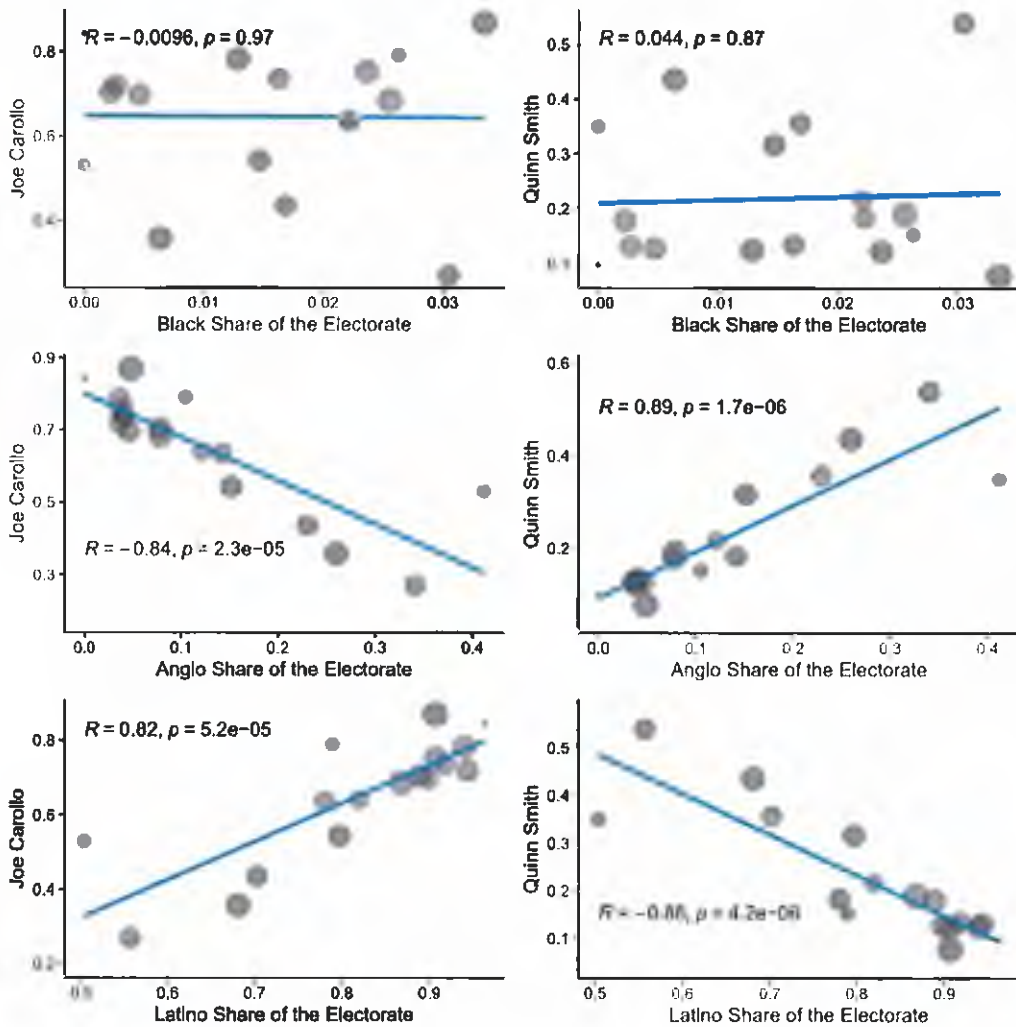 R = −0.0096, p = 0.97
Joe Carollo
0.8
0.6
0.4
0.00 0.01 0.02 0.03
Black Share of the Electorate
R = 0.044, p = 0.87
Quinn Smith
0.5
0.4
0.3
0.2
0.1
0.00 0.01 0.02 0.03
Black Share of the Electorate
Joe Carollo
0.9
0.7
0.5
0.3
R = −0.84, p = 2.3e−05
0.0 0.1 0.2 0.3 0.4
Anglo Share of the Electorate
R = 0.89, p = 1.7e−06
Quinn Smith
0.6
0.4
0.2
0.0 0.1 0.2 0.3 0.4
Anglo Share of the Electorate
R = 0.82, p = 5.2e−05
Joe Carollo
0.8
0.6
0.4
0.2
0.5 0.6 0.7 0.8 0.9
Latino Share of the Electorate
Quinn Smith
0.5
0.4
0.3
0.2
0.1
R = −0.88, p = 4.2e−06
0.5 0.6 0.7 0.8 0.9
Latino Share of the Electorate